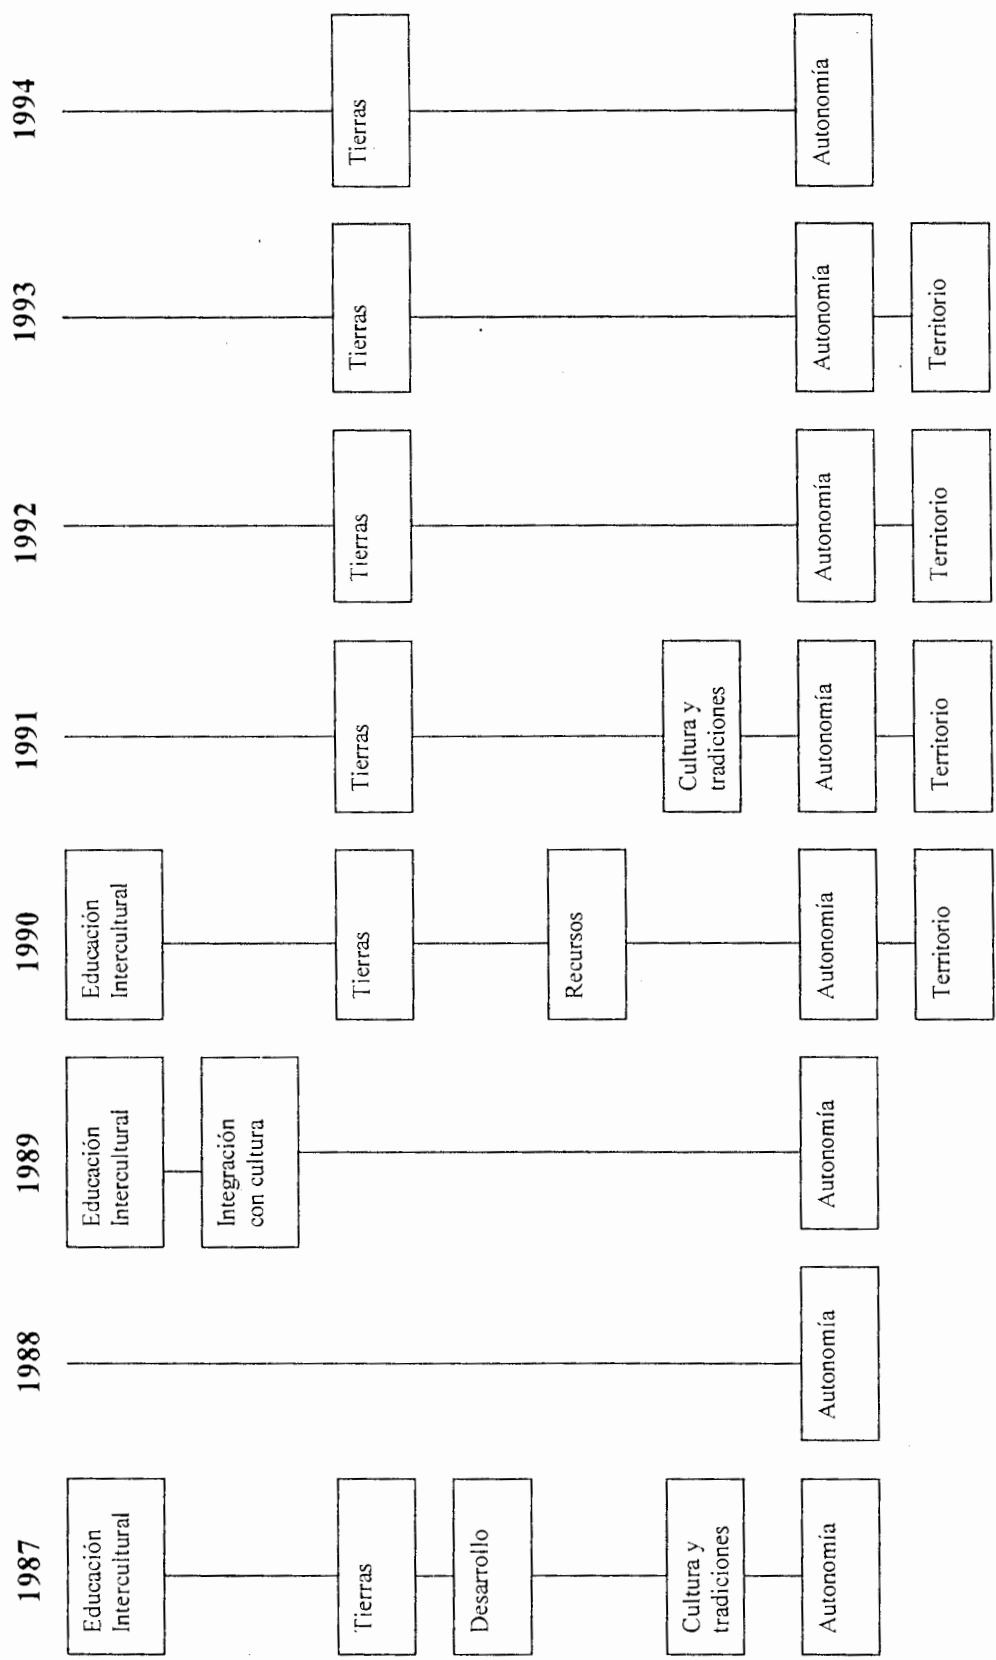 1987
Educación
Intercultural
Tierras
Desarrollo
Cultura y
tradiciones
Autonomía
1988
Autonomía
1989
Educación
Intercultural
Integración
con cultura
Autonomía
1990
Educación
Intercultural
Tierras
Recursos
Autonomía
Territorio
1991
Tierras
Cultura y
tradiciones
Autonomía
Territorio
1992
Tierras
Autonomía
Territorio
1993
Tierras
Autonomía
Territorio
1994
Tierras
Autonomía